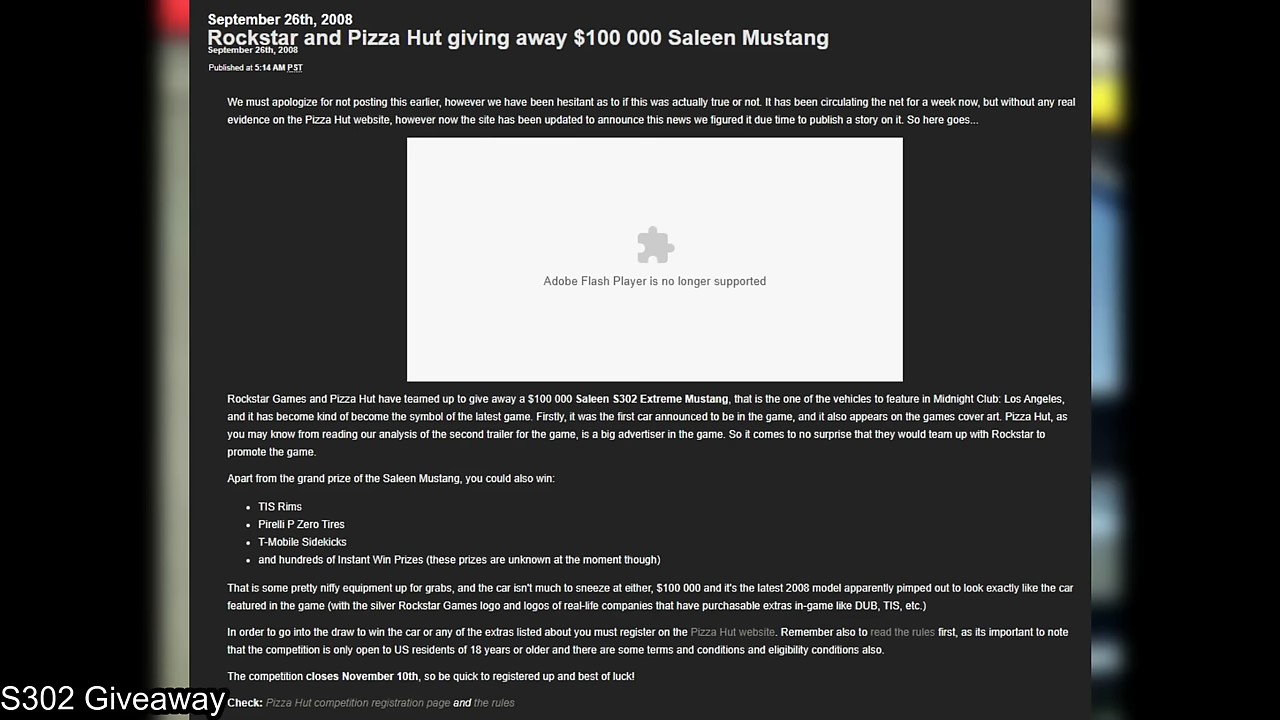 September 26th, 2008
Rockstar and Pizza Hut giving away $100 000 Saleen Mustang
September 26th, 2008
Published at 5:14 AM PST
We must apologize for not posting this earlier, however we have been hesitant as to if this was actually true or not. It has been circulating the net for a week now, but without any real
evidence on the Pizza Hut website, however now the site has been updated to announce this news we figured it due time to publish a story on it. So here goes...
Adobe Flash Player is no longer supported
Rockstar Games and Pizza Hut have teamed up to give away a $100 000 Saleen S302 Extreme Mustang, that is the one of the vehicles to feature in Midnight Club: Los Angeles,
and it has become kind of become the symbol of the latest game. Firstly, it was the first car announced to be in the game, and it also appears on the games cover art. Pizza Hut, as
you may know from reading our analysis of the second trailer for the game, is a big advertiser in the game. So it comes to no surprise that they would team up with Rockstar to
promote the game.
Apart from the grand prize of the Saleen Mustang, you could also win:
• TIS Rims
• Pirelli P Zero Tires
• T-Mobile Sidekicks
• and hundreds of Instant Win Prizes (these prizes are unknown at the moment though)
That is some pretty niffy equipment up for grabs, and the car isn't much to sneeze at either, $100 000 and it's the latest 2008 model apparently pimped out to look exactly like the car
featured in the game (with the silver Rockstar Games logo and logos of real-life companies that have purchasable extras in-game like DUB, TIS, etc.)
In order to go into the draw to win the car or any of the extras listed about you must register on the Pizza Hut website. Remember also to read the rules first, as its important to note
that the competition is only open to US residents of 18 years or older and there are some terms and conditions and eligibility conditions also.
The competition closes November 10th, so be quick to registered up and best of luck!
Check: Pizza Hut competition registration page and the rules
S302 Giveaway